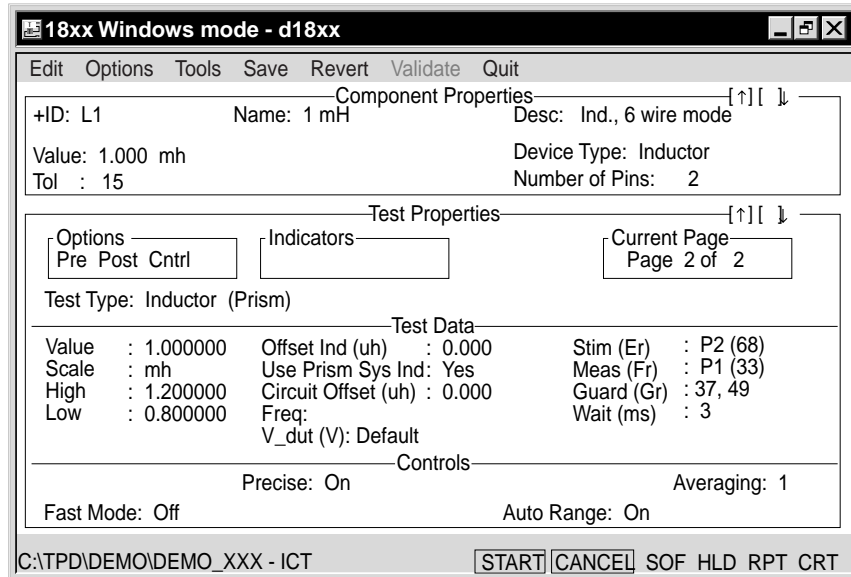 18xx Windows mode - d18xx
Edit Options Tools Save Revert Validate Quit
Component Properties [↑] [ ]↓
+ID: L1 Name: 1 mH Desc: Ind., 6 wire mode
Value: 1.000 mh Device Type: Inductor
Tol : 15 Number of Pins: 2
Test Properties [↑] [ ]↓
Options Indicators Current Page
Pre Post Cntrl Page 2 of 2
Test Type: Inductor (Prism)
Test Data
Value : 1.000000 Offset Ind (uh) : 0.000 Stim (Er) : P2 (68)
Scale : mh Use Prism Sys Ind: Yes Meas (Fr) : P1 (33)
High : 1.200000 Circuit Offset (uh) : 0.000 Guard (Gr) : 37, 49
Low : 0.800000 Freq: Wait (ms) : 3
V_dut (V): Default
Controls
Precise: On Averaging: 1
Fast Mode: Off Auto Range: On
C:\TPD\DEMO\DEMO_XXX - ICT START CANCEL SOF HLD RPT CRT